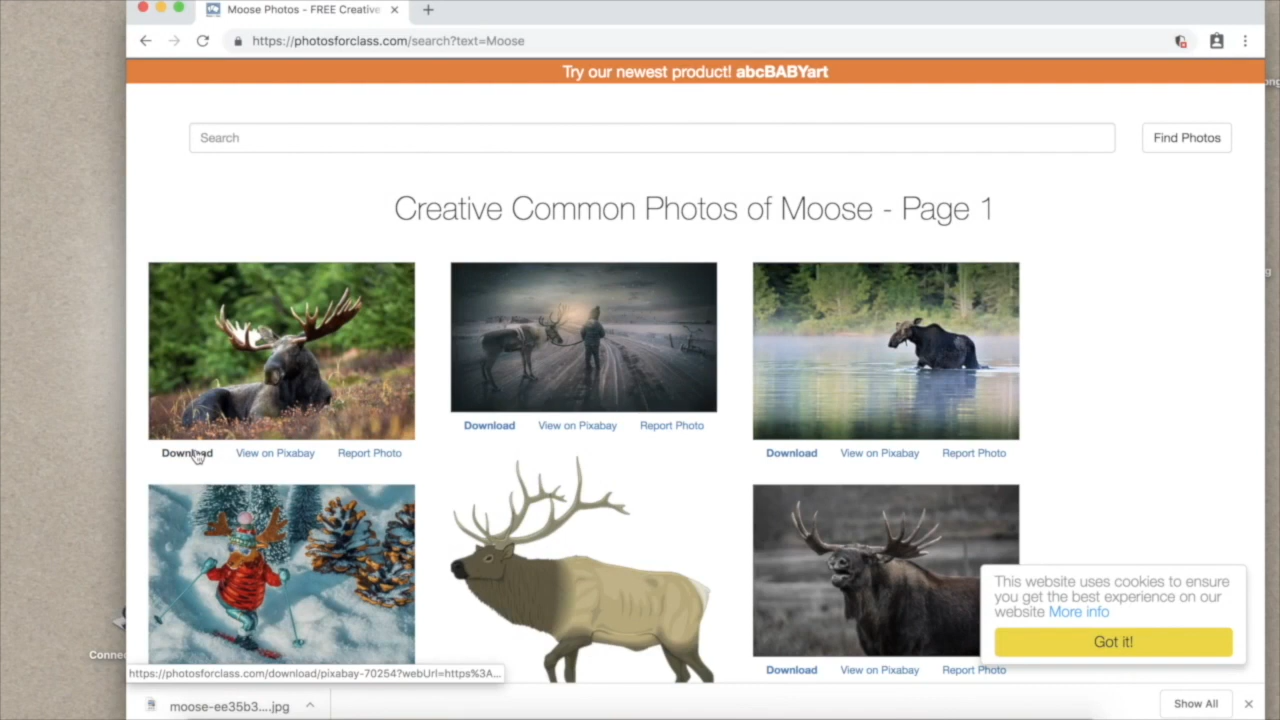 Moose Photos - FREE Creative
https://photosforclass.com/search?text=Moose
Try our newest product! abcBABYart
Search
Find Photos
Creative Common Photos of Moose - Page 1
Download View on Pixabay Report Photo
Download View on Pixabay Report Photo
Download View on Pixabay Report Photo
This website uses cookies to ensure
you get the best experience on our
website More info
Got it!
Download View on Pixabay Report Photo
Connec
https://photosforclass.com/download/pixabay-70254?webUrl=https%3A...
moose-ee35b3....jpg
Show All